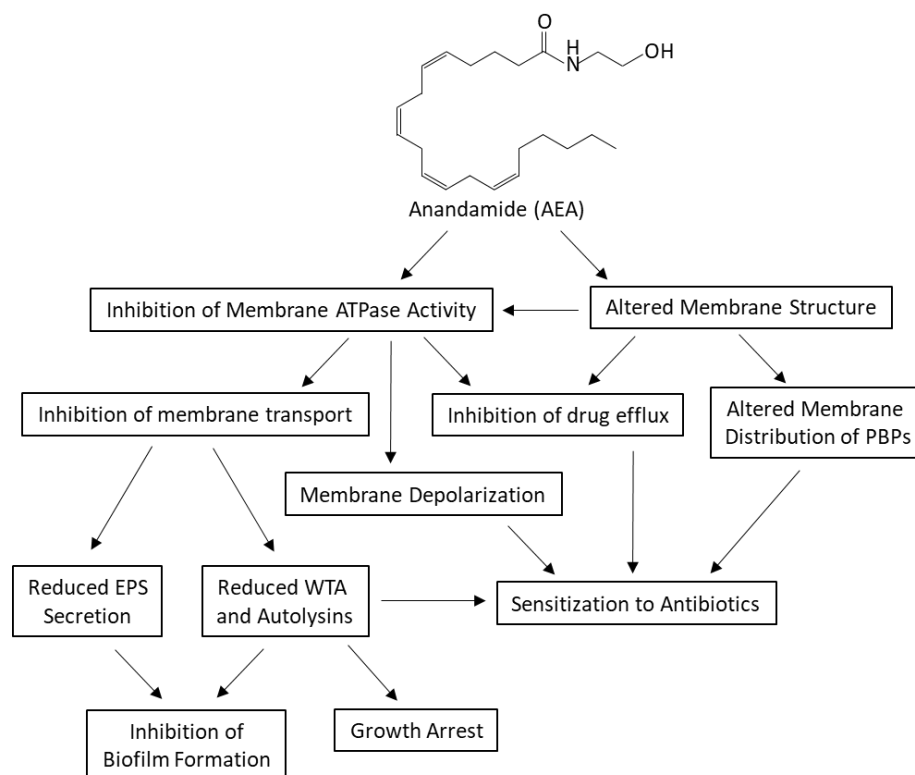 O
H
N
OH
Anandamide (AEA)
Inhibition of Membrane ATPase Activity
Altered Membrane Structure
Inhibition of membrane transport
Inhibition of drug efflux
Altered Membrane
Distribution of PBPs
Membrane Depolarization
Reduced EPS
Secretion
Reduced WTA
and Autolysins
Sensitization to Antibiotics
Inhibition of
Biofilm Formation
Growth Arrest